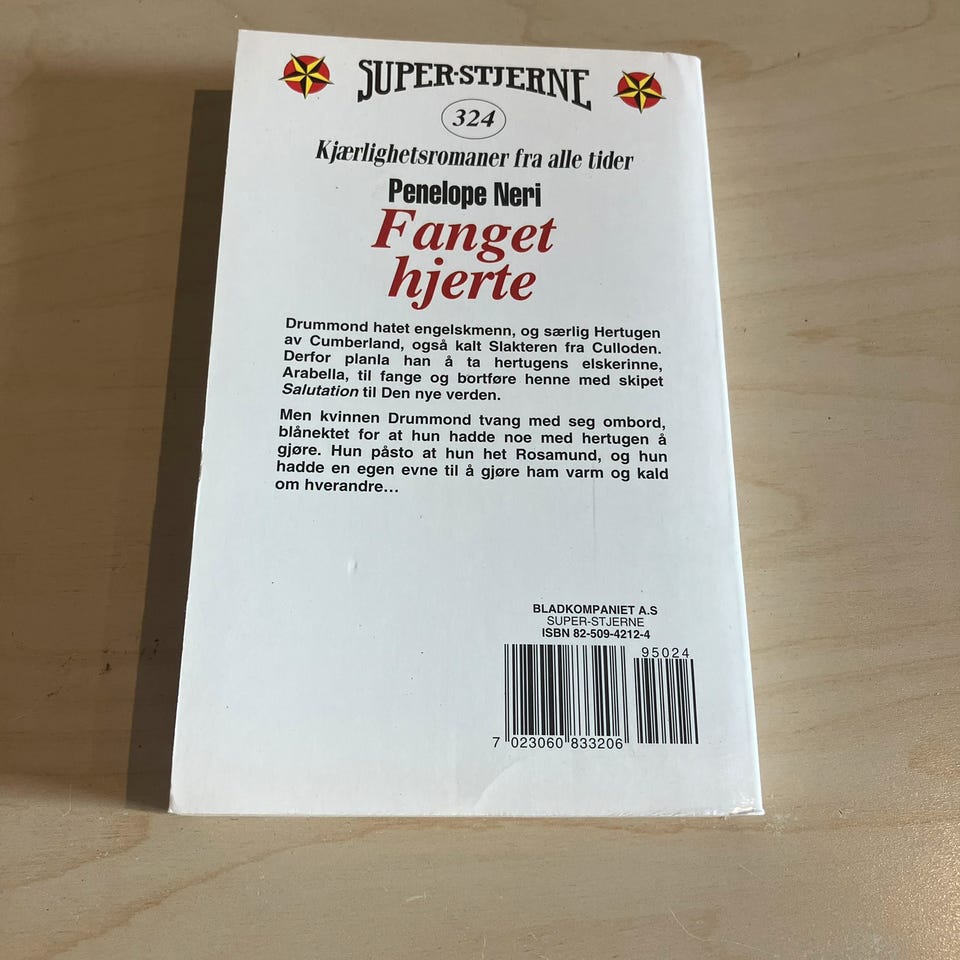 SUPER-STJERNE
324
Kjærlighetsromaner fra alle tider
Penelope Neri
Fanget
hjerte
Drummond hatet engelskmenn, og særlig Hertugen
av Cumberland, også kalt Slakteren fra Culloden.
Derfor planla han å ta hertugens elskerinne,
Arabella, til fange og bortføre henne med skipet
Salutation til Den nye verden.
Men kvinnen Drummond tvang med seg ombord,
blånektet for at hun hadde noe med hertugen å
gjøre. Hun påsto at hun het Rosamund, og hun
hadde en egen evne til å gjøre ham varm og kald
om hverandre...
BLADKOMPANIET A.S
SUPER-STJERNE
ISBN 82-509-4212-4
95024
7 023060 833206